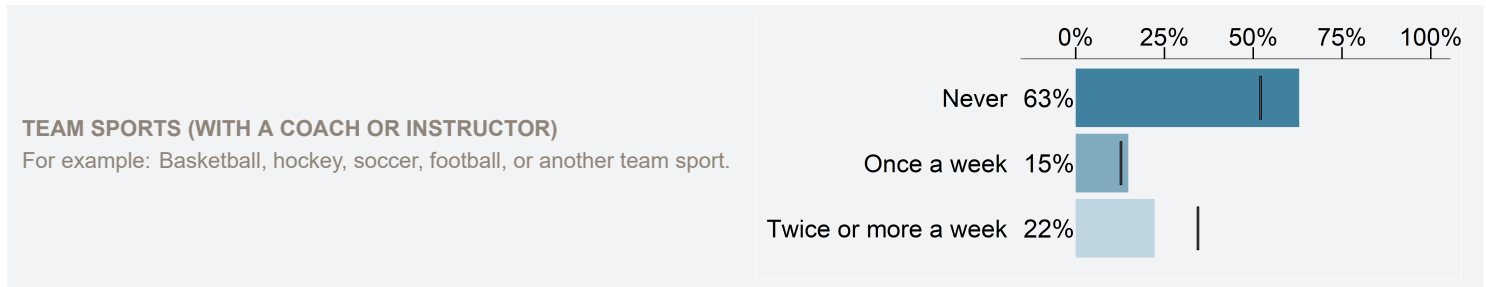 TEAM SPORTS (WITH A COACH OR INSTRUCTOR)
For example: Basketball, hockey, soccer, football, or another team sport.
0% 25% 50% 75% 100%
Never 63%
Once a week 15%
Twice or more a week 22%